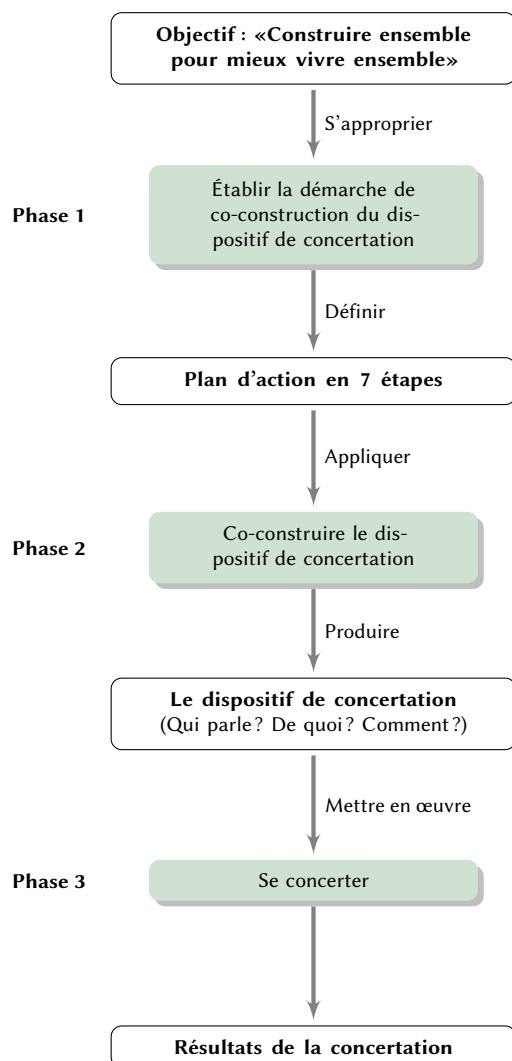 Objectif : «Construire ensemble
pour mieux vivre ensemble»
S'approprier
Phase 1
Établir la démarche de
co-construction du dis-
positif de concertation
Définir
Plan d'action en 7 étapes
Appliquer
Phase 2
Co-construire le dis-
positif de concertation
Produire
Le dispositif de concertation
(Qui parle ? De quoi ? Comment ?)
Mettre en œuvre
Phase 3
Se concerter
Résultats de la concertation